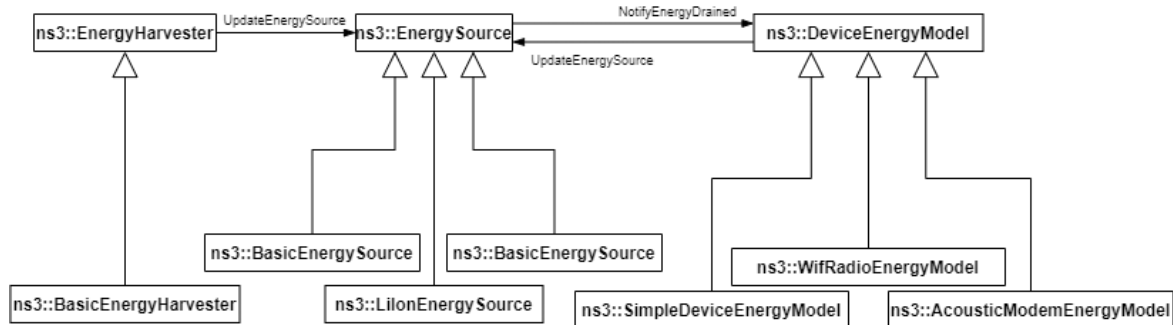 UpdateEnergySource
NotifyEnergyDrained
ns3::EnergyHarvester
ns3::EnergySource
ns3::DeviceEnergyModel
UpdateEnergySource
ns3::BasicEnergySource
ns3::BasicEnergySource
ns3::WifRadioEnergyModel
ns3::BasicEnergyHarvester
ns3::LiIonEnergySource
ns3::SimpleDeviceEnergyModel
ns3::AcousticModemEnergyModel